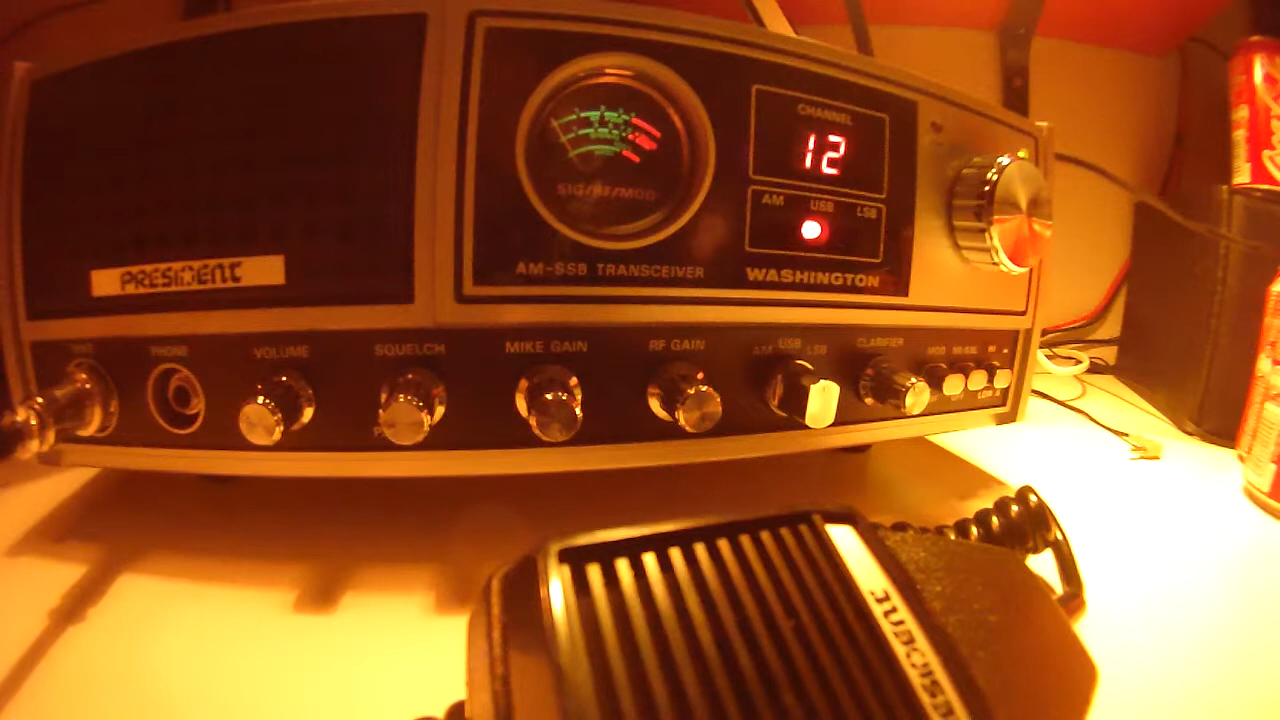 CHANNEL
12
AM USB LSB
SIG/RF/MOD
AM-SSB TRANSCEIVER
WASHINGTON
PRESIDENT
PHONE
VOLUME
SQUELCH
MIKE GAIN
RF GAIN
AM USB LSB
CLARIFIER
MOD
PRESIDENT